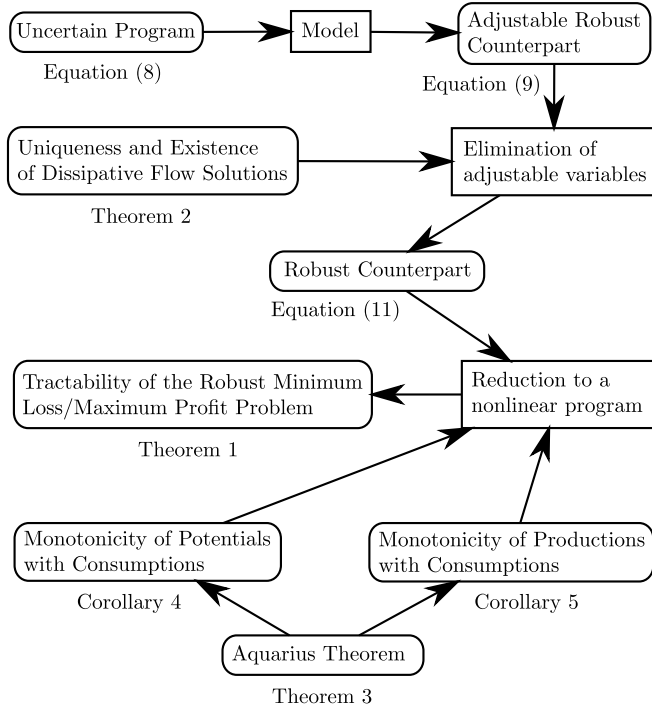 Uncertain Program
Model
Adjustable Robust
Counterpart
Equation (8)
Equation (9)
Uniqueness and Existence
of Dissipative Flow Solutions
Elimination of
adjustable variables
Theorem 2
Robust Counterpart
Equation (11)
Tractability of the Robust Minimum
Loss/Maximum Profit Problem
Reduction to a
nonlinear program
Theorem 1
Monotonicity of Potentials
with Consumptions
Monotonicity of Productions
with Consumptions
Corollary 4
Corollary 5
Aquarius Theorem
Theorem 3